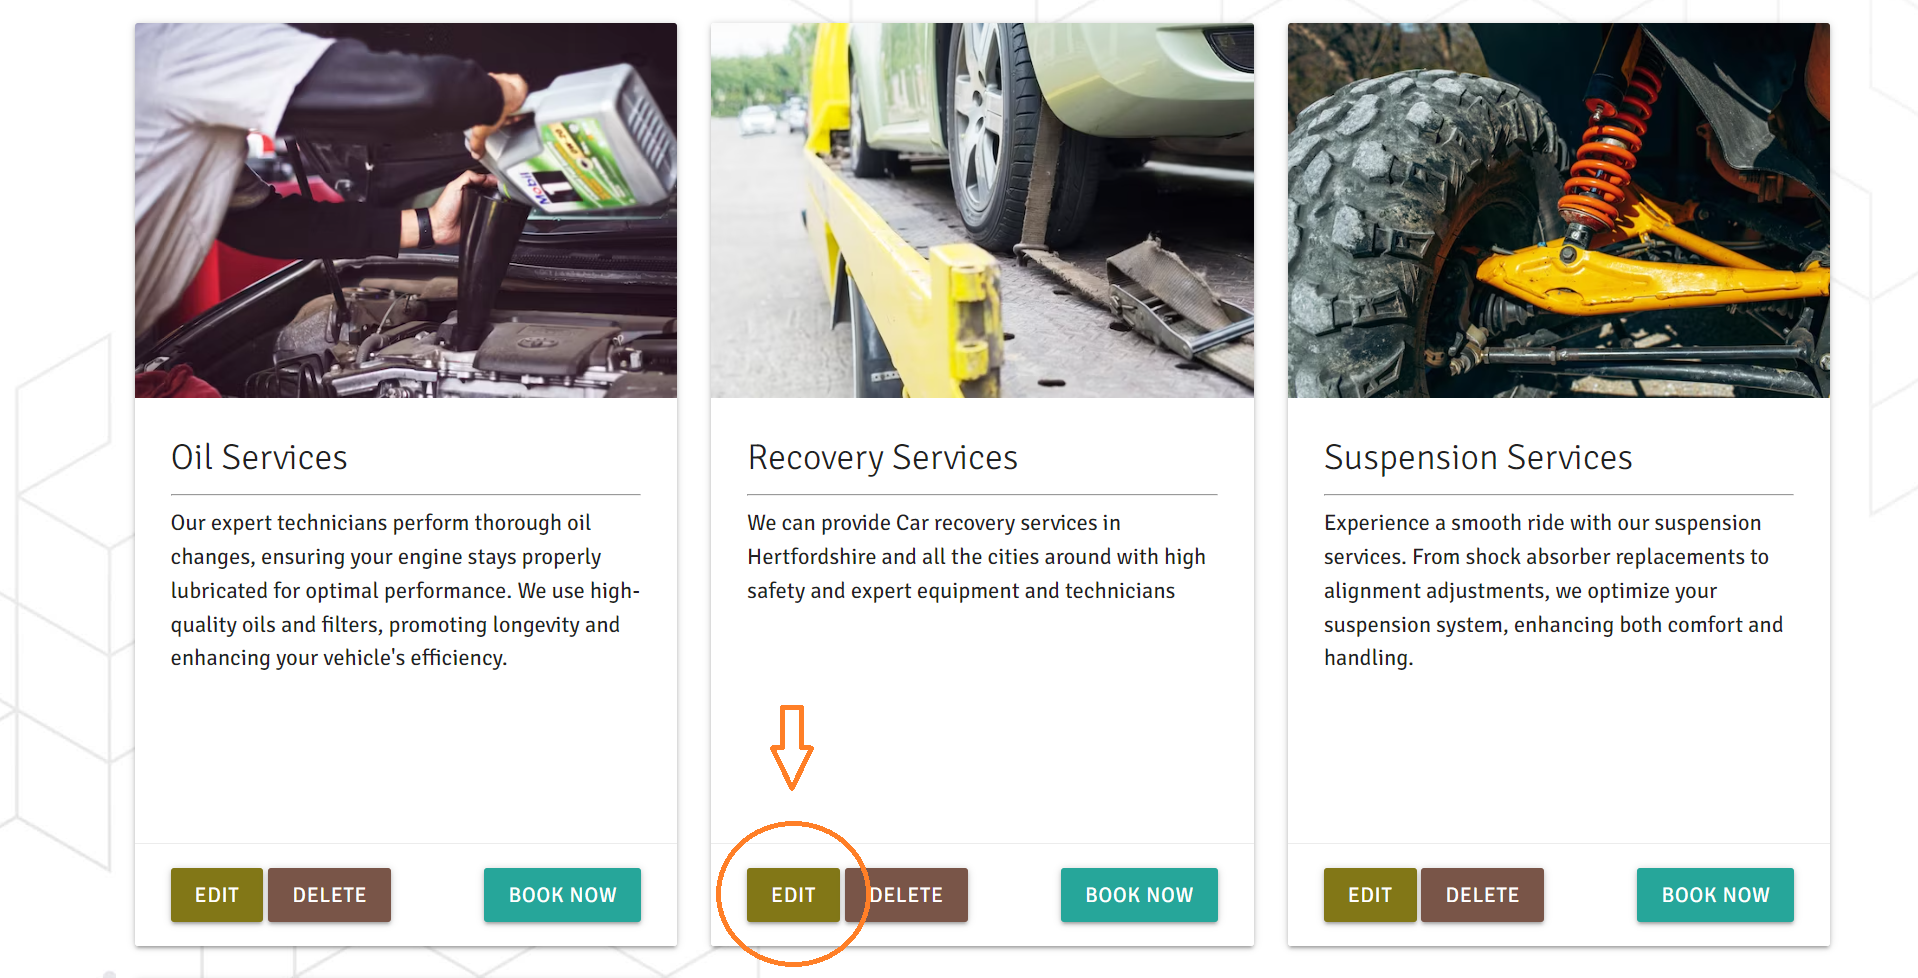 Mobil
Oil Services
Our expert technicians perform thorough oil
changes, ensuring your engine stays properly
lubricated for optimal performance. We use high-
quality oils and filters, promoting longevity and
enhancing your vehicle's efficiency.
EDIT
DELETE
BOOK NOW
Recovery Services
We can provide Car recovery services in
Hertfordshire and all the cities around with high
safety and expert equipment and technicians
EDIT
DELETE
BOOK NOW
Suspension Services
Experience a smooth ride with our suspension
services. From shock absorber replacements to
alignment adjustments, we optimize your
suspension system, enhancing both comfort and
handling.
EDIT
DELETE
BOOK NOW